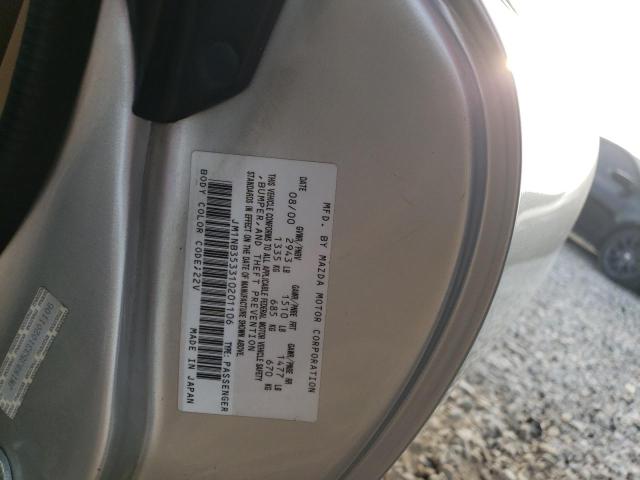 MFD. BY MAZDA MOTOR CORPORATION
DATE GVWR/PNBV GAWR/PNBE FRT GAWR/PNBE RR
08/00 2943 LB 1510 LB 1477 LB
1335 KG 685 KG 670 KG
THIS VEHICLE CONFORMS TO ALL APPLICABLE FEDERAL MOTOR VEHICLE SAFETY
, BUMPER, AND THEFT PREVENTION
STANDARDS IN EFFECT ON THE DATE OF MANUFACTURE SHOWN ABOVE.
JM1NB353310201106 TYPE:PASSENGER
BODY COLOR CODE:22V MADE IN JAPAN